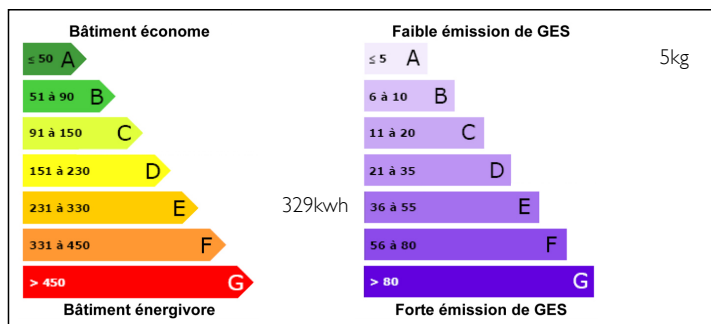 Bâtiment économe
≤ 50 A
51 à 90 B
91 à 150 C
151 à 230 D
231 à 330 E
329kwh
331 à 450 F
> 450 G
Bâtiment énergivore
Faible émission de GES
≤ 5 A
5kg
6 à 10 B
11 à 20 C
21 à 35 D
36 à 55 E
56 à 80 F
> 80 G
Forte émission de GES